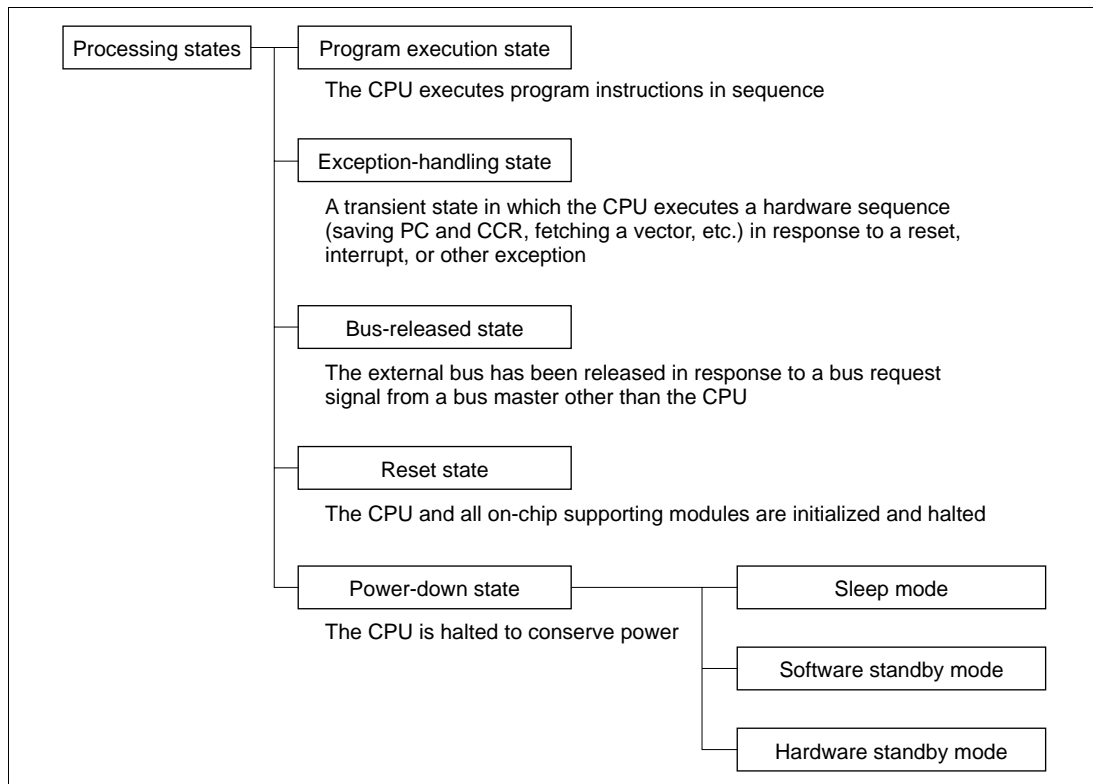 Processing states
Program execution state
The CPU executes program instructions in sequence
Exception-handling state
A transient state in which the CPU executes a hardware sequence
(saving PC and CCR, fetching a vector, etc.) in response to a reset,
interrupt, or other exception
Bus-released state
The external bus has been released in response to a bus request
signal from a bus master other than the CPU
Reset state
The CPU and all on-chip supporting modules are initialized and halted
Power-down state
The CPU is halted to conserve power
Sleep mode
Software standby mode
Hardware standby mode